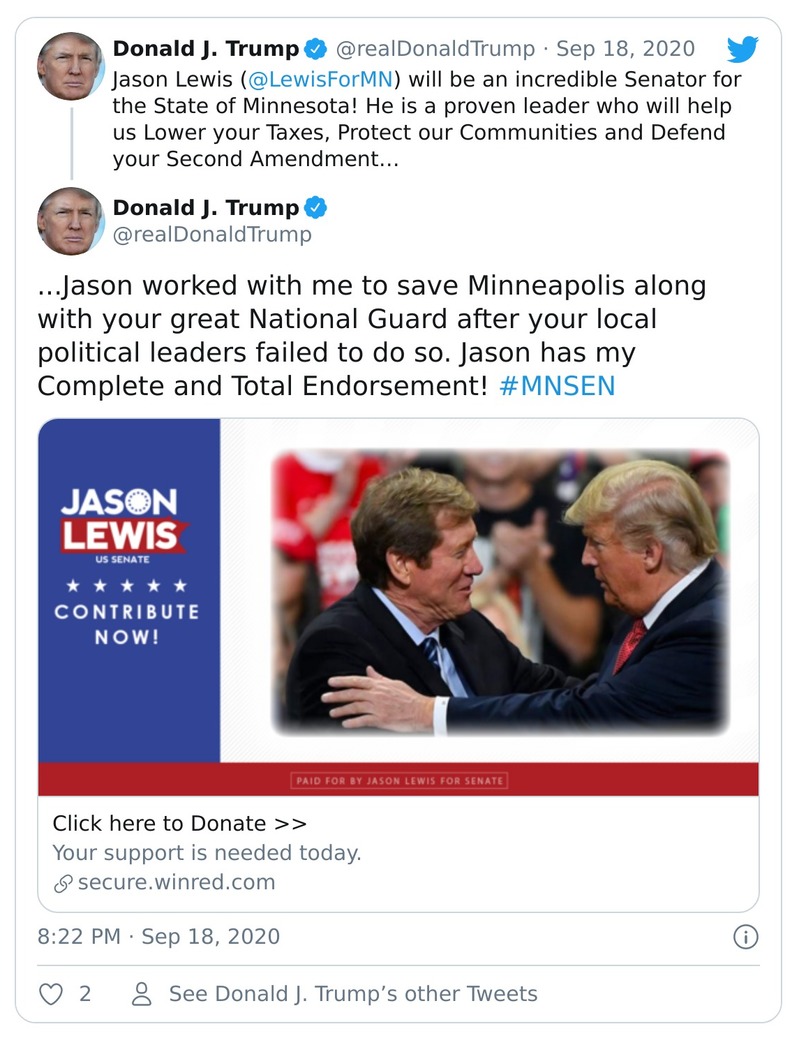 Donald J. Trump @realDonaldTrump · Sep 18, 2020
Jason Lewis (@LewisForMN) will be an incredible Senator for
the State of Minnesota! He is a proven leader who will help
us Lower your Taxes, Protect our Communities and Defend
your Second Amendment…
Donald J. Trump
@realDonaldTrump
...Jason worked with me to save Minneapolis along
with your great National Guard after your local
political leaders failed to do so. Jason has my
Complete and Total Endorsement! #MNSEN
JASON
LEWIS
US SENATE
CONTRIBUTE
NOW!
PAID FOR BY JASON LEWIS FOR SENATE
Click here to Donate >>
Your support is needed today.
secure.winred.com
8:22 PM · Sep 18, 2020
2 See Donald J. Trump’s other Tweets